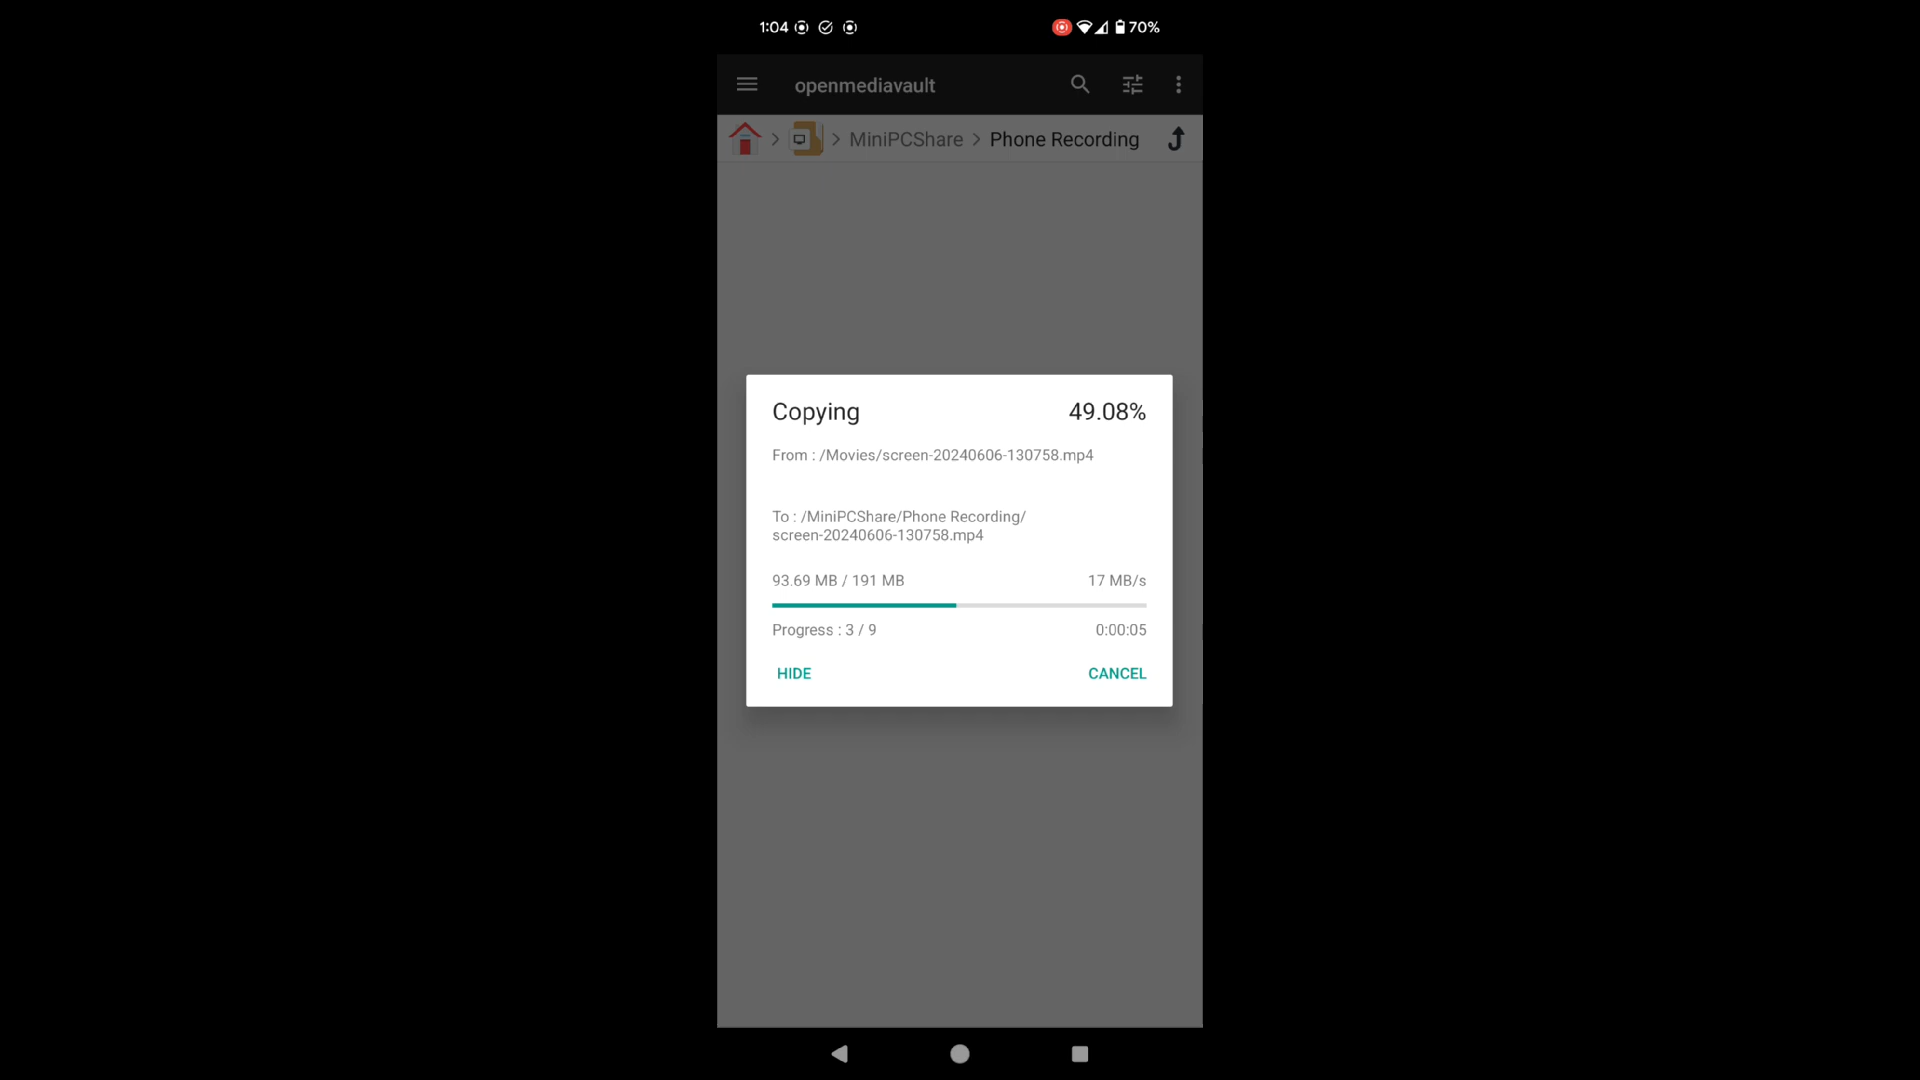 1:04
70%
openmediavault
MiniPCShare > Phone Recording
Copying 49.08%
From : /Movies/screen-20240606-130758.mp4
To : /MiniPCShare/Phone Recording/
screen-20240606-130758.mp4
93.69 MB / 191 MB 17 MB/s
Progress : 3 / 9 0:00:05
HIDE CANCEL